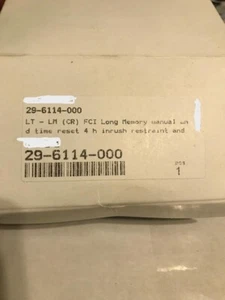 29-6114-000
LT - LM (CR) FCI Long Memory manual an
d time reset 4 h inrush restraint and
29-6114-000
1